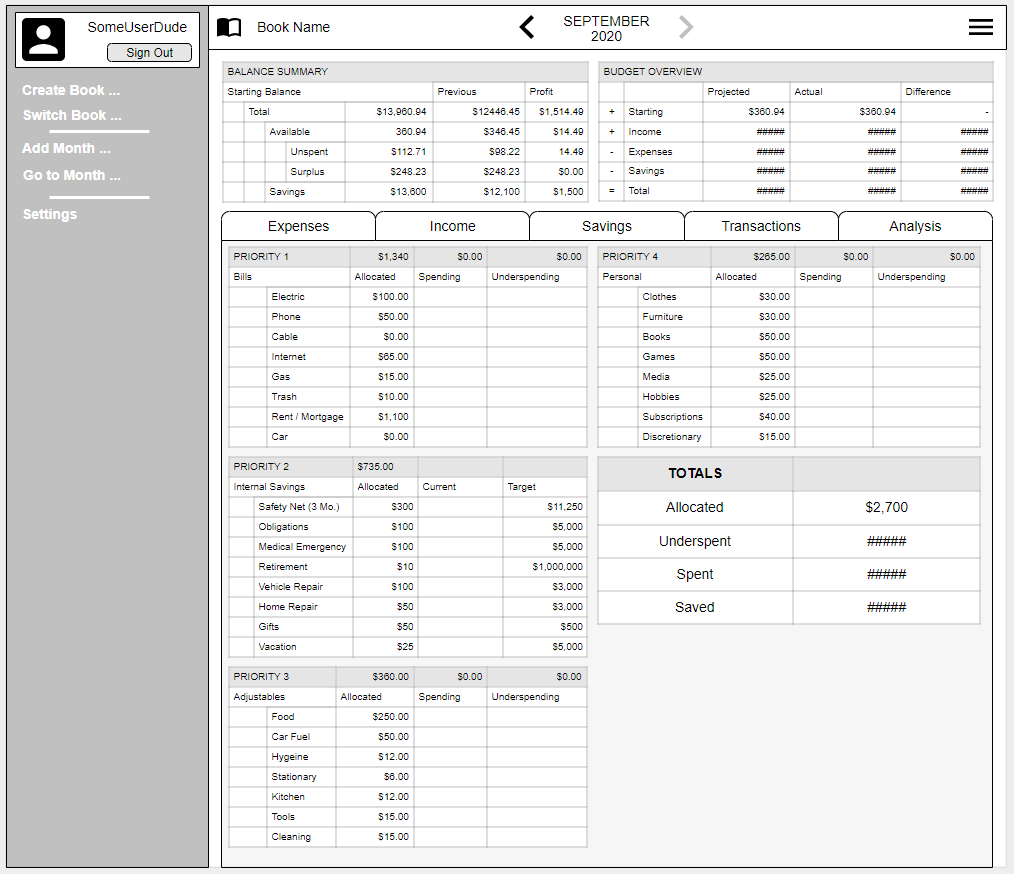 SomeUserDude
Sign Out
Create Book ...
Switch Book ...
Add Month ...
Go to Month ...
Settings
Book Name
SEPTEMBER
2020
BALANCE SUMMARY
Starting Balance Previous Profit
Total $13,960.94 $12446.45 $1,514.49
Available 360.94 $346.45 $14.49
Unspent $112.71 $98.22 14.49
Surplus $248.23 $248.23 $0.00
Savings $13,600 $12,100 $1,500
BUDGET OVERVIEW
Projected Actual Difference
+ Starting $360.94 $360.94 -
+ Income ##### ##### #####
- Expenses ##### ##### #####
- Savings ##### ##### #####
= Total ##### ##### #####
Expenses Income Savings Transactions Analysis
PRIORITY 1 $1,340 $0.00 $0.00
Bills Allocated Spending Underspending
Electric $100.00
Phone $50.00
Cable $0.00
Internet $65.00
Gas $15.00
Trash $10.00
Rent / Mortgage $1,100
Car $0.00
PRIORITY 2 $735.00
Internal Savings Allocated Current Target
Safety Net (3 Mo.) $300 $11,250
Obligations $100 $5,000
Medical Emergency $100 $5,000
Retirement $10 $1,000,000
Vehicle Repair $100 $3,000
Home Repair $50 $3,000
Gifts $50 $500
Vacation $25 $5,000
PRIORITY 3 $360.00 $0.00 $0.00
Adjustables Allocated Spending Underspending
Food $250.00
Car Fuel $50.00
Hygeine $12.00
Stationary $6.00
Kitchen $12.00
Tools $15.00
Cleaning $15.00
PRIORITY 4 $265.00 $0.00 $0.00
Personal Allocated Spending Underspending
Clothes $30.00
Furniture $30.00
Books $50.00
Games $50.00
Media $25.00
Hobbies $25.00
Subscriptions $40.00
Discretionary $15.00
TOTALS
Allocated $2,700
Underspent #####
Spent #####
Saved #####